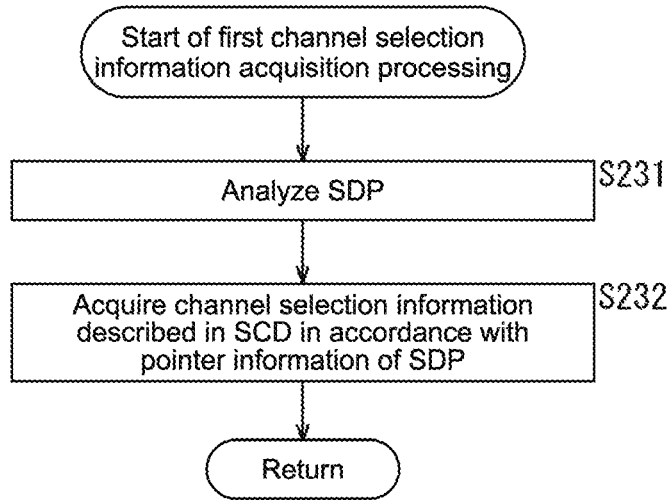 Start of first channel selection
information acquisition processing
Analyze SDP
S231
Acquire channel selection information
described in SCD in accordance with
pointer information of SDP
S232
Return